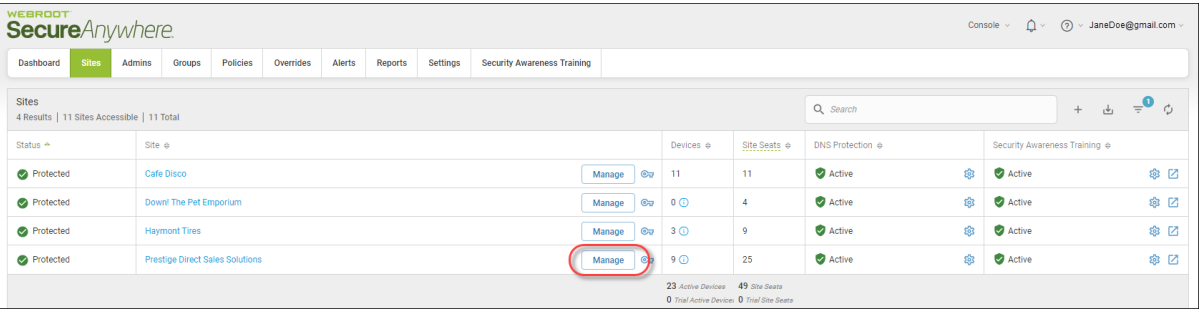 WEBROOT
SecureAnywhere.
Console
JaneDoe@gmail.com
Dashboard Sites Admins Groups Policies Overrides Alerts Reports Settings Security Awareness Training
Sites
4 Results | 11 Sites Accessible | 11 Total
Search
1
Status Site Devices Site Seats DNS Protection Security Awareness Training
Protected Cafe Disco Manage 11 11 Active Active
Protected Down! The Pet Emporium Manage 0 4 Active Active
Protected Haymont Tires Manage 3 9 Active Active
Protected Prestige Direct Sales Solutions Manage 9 25 Active Active
23 Active Devices 49 Site Seats
0 Trial Active Devices 0 Trial Site Seats